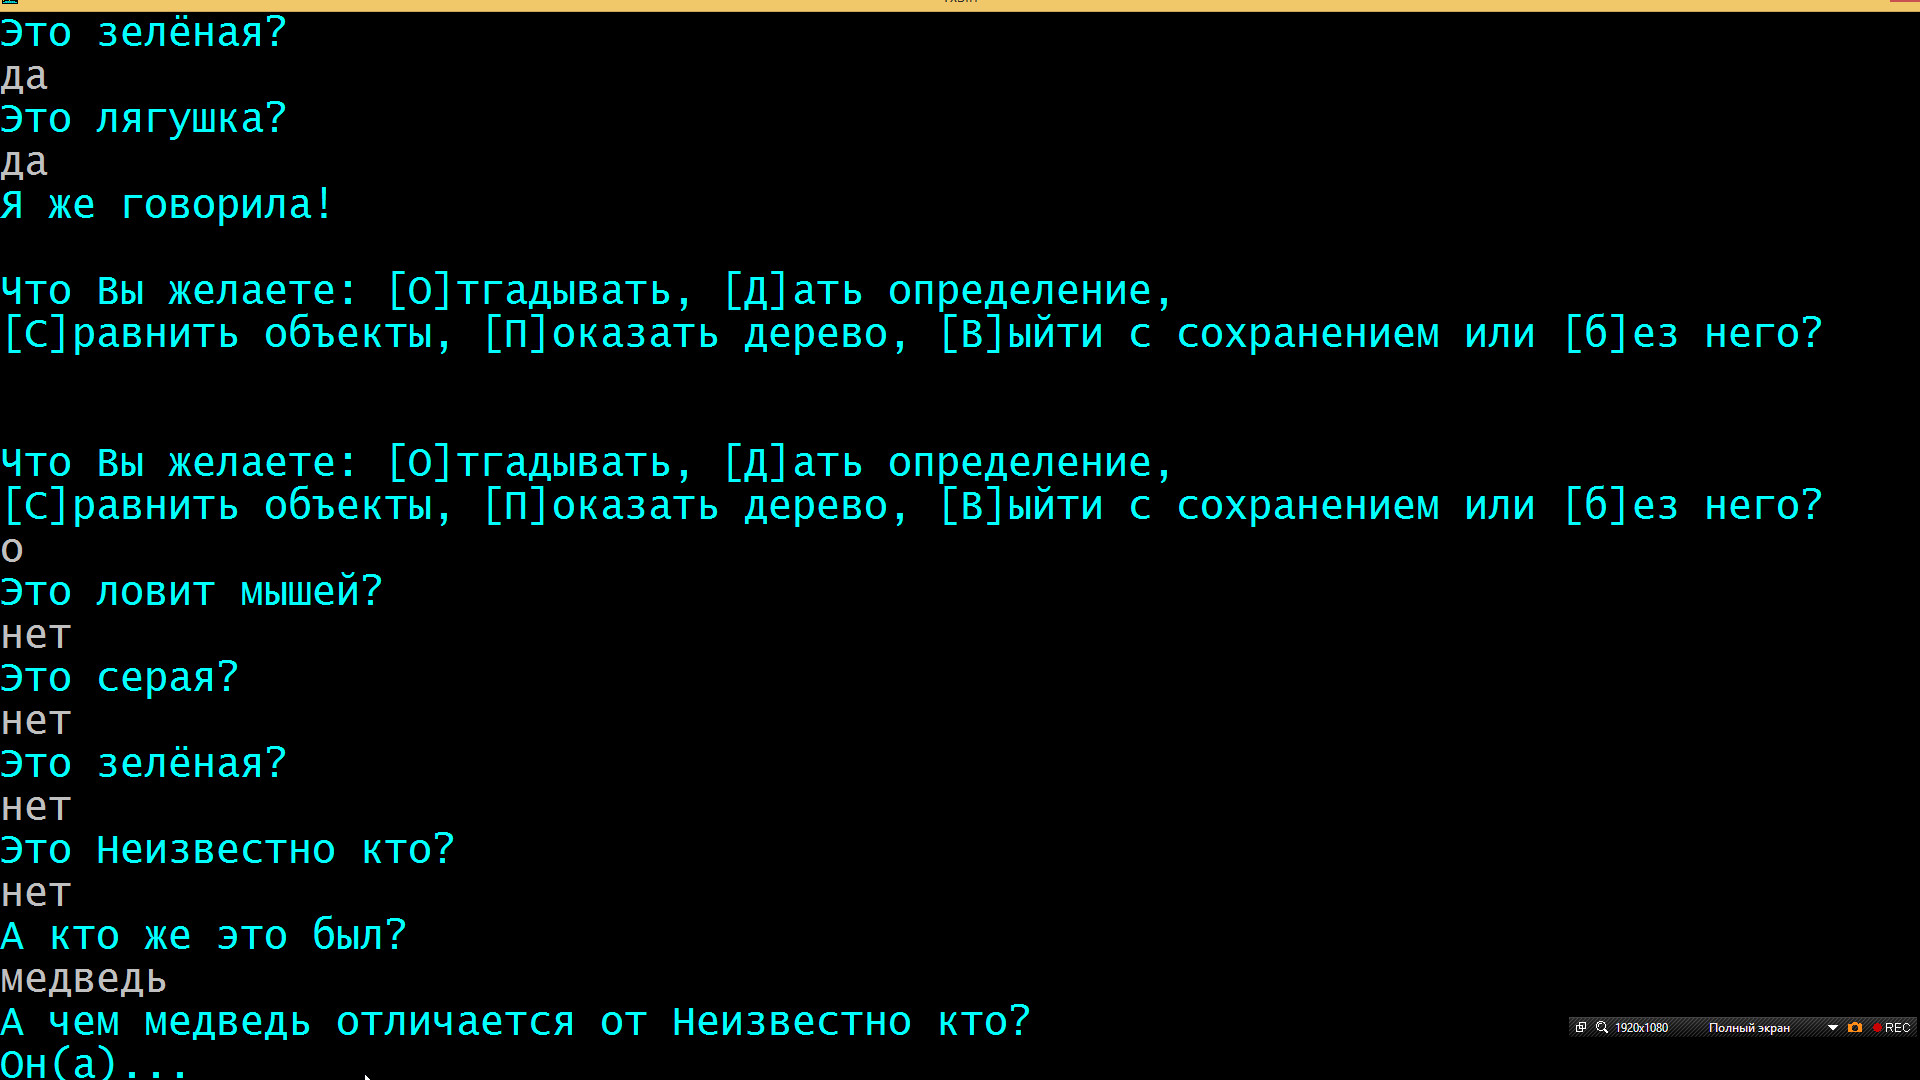 Это зелёная?
да
Это лягушка?
да
Я же говорила!
Что Вы желаете: [О]тгадывать, [Д]ать определение,
[С]равнить объекты, [П]оказать дерево, [В]ыйти с сохранением или [б]ез него?
Что Вы желаете: [О]тгадывать, [Д]ать определение,
[С]равнить объекты, [П]оказать дерево, [В]ыйти с сохранением или [б]ез него?
о
Это ловит мышей?
нет
Это серая?
нет
Это зелёная?
нет
Это Неизвестно кто?
нет
А кто же это был?
медведь
А чем медведь отличается от Неизвестно кто?
1920x1080 Полный экран REC
Он(а)...